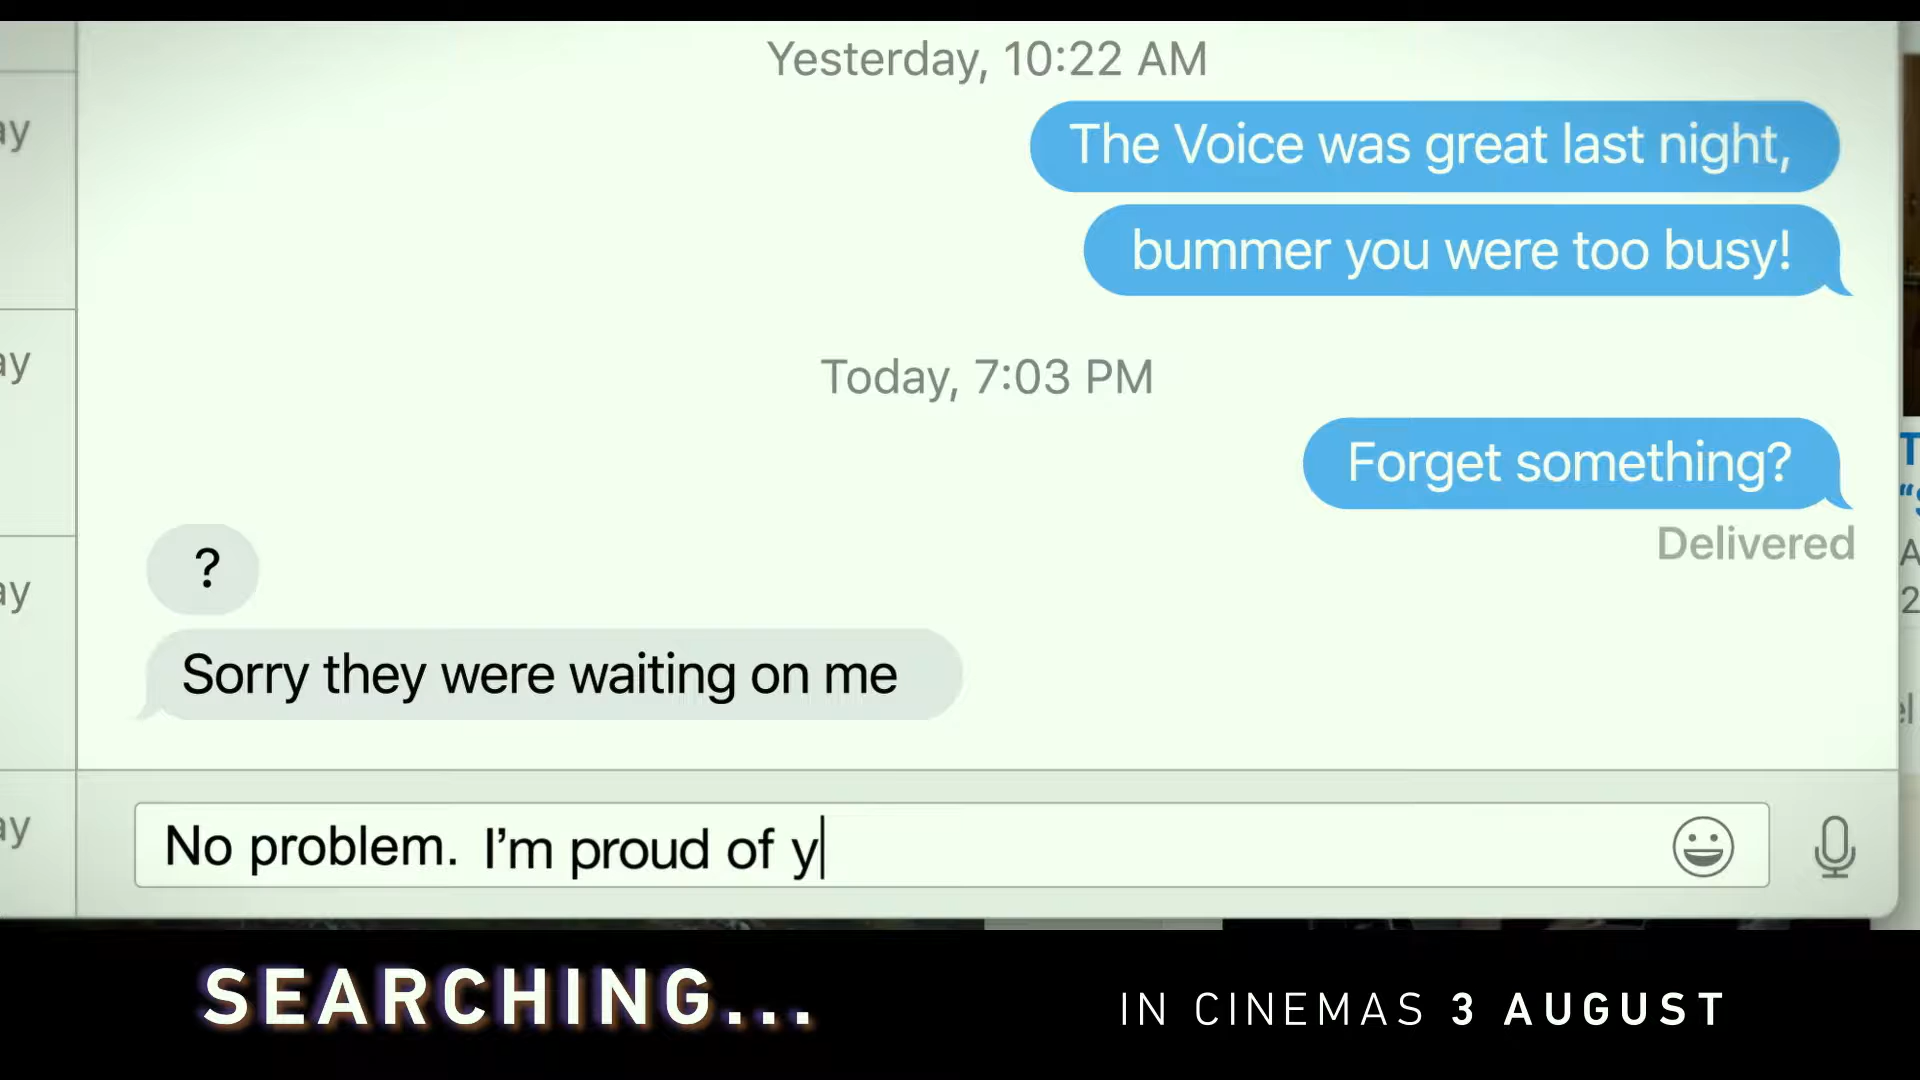 Yesterday, 10:22 AM
The Voice was great last night,
bummer you were too busy!
Today, 7:03 PM
Forget something?
Delivered
?
Sorry they were waiting on me
No problem. I'm proud of y
SEARCHING...
IN CINEMAS 3 AUGUST